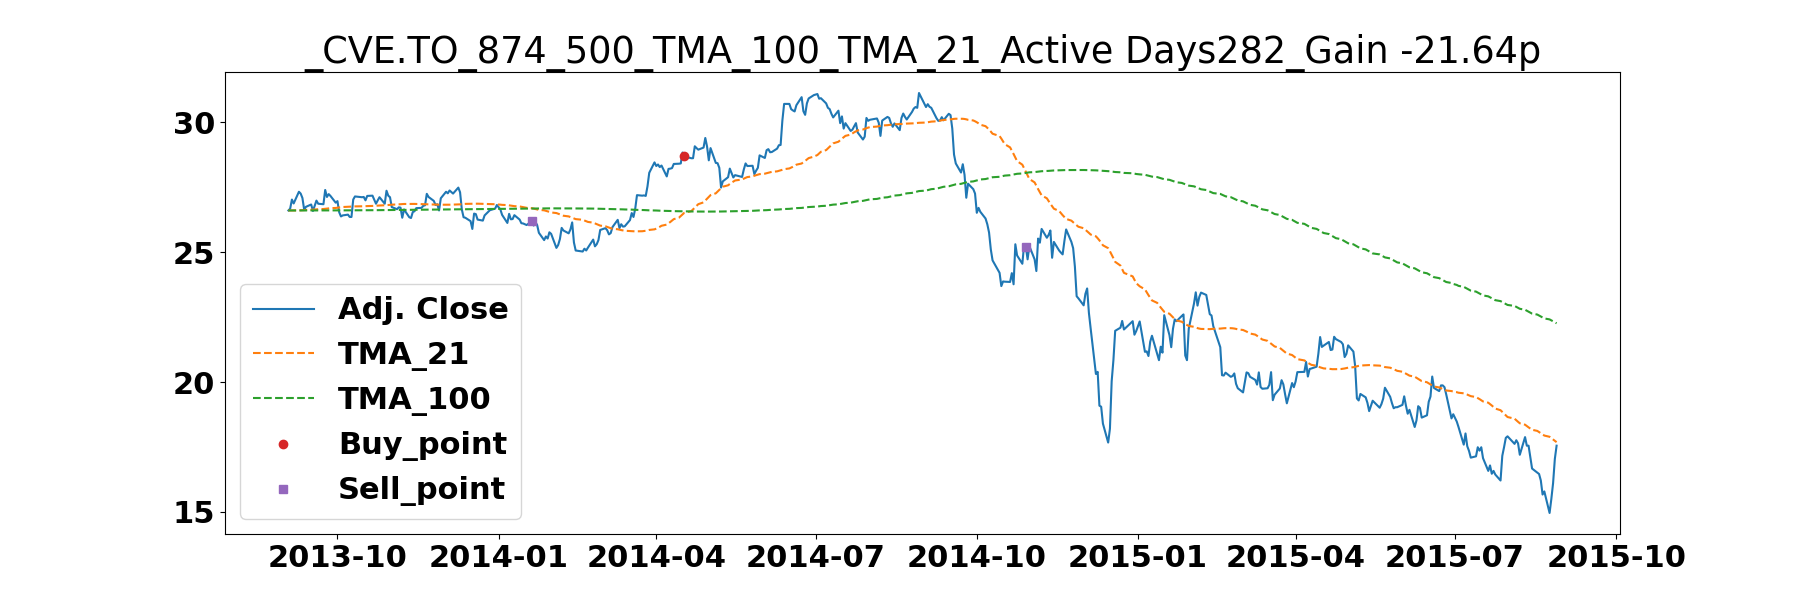 _CVE.TO_874_500_TMA_100_TMA_21_Active Days282_Gain -21.64p
30
25
20
15
Adj. Close
TMA_21
TMA_100
Buy_point
Sell_point
2013-10 2014-01 2014-04 2014-07 2014-10 2015-01 2015-04 2015-07 2015-10